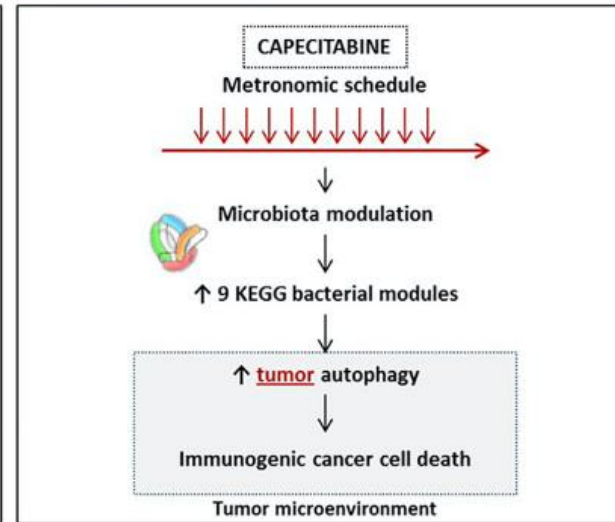 CAPECITABINE
Metronomic schedule
Microbiota modulation
↑ 9 KEGG bacterial modules
↑ tumor autophagy
Immunogenic cancer cell death
Tumor microenvironment